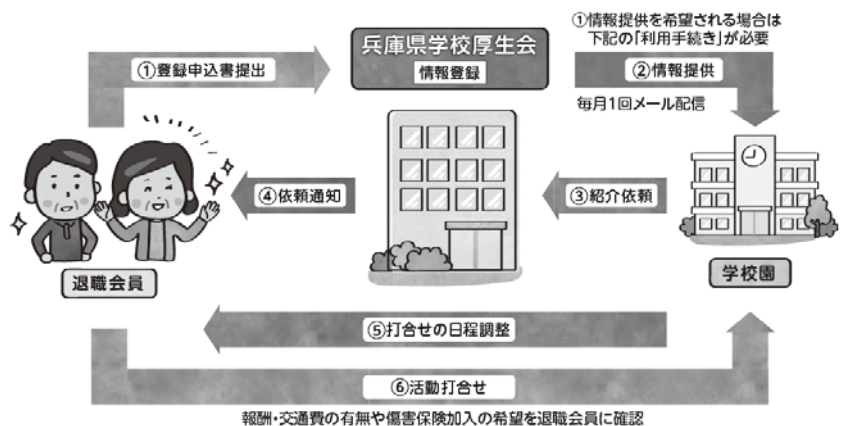 兵庫県学校厚生会
情報登録
①登録申込書提出
①情報提供を希望される場合は
下記の「利用手続き」が必要
②情報提供
毎月1回メール配信
③紹介依頼
④依頼通知
退職会員
学校園
⑤打合せの日程調整
⑥活動打合せ
報酬・交通費の有無や傷害保険加入の希望を退職会員に確認